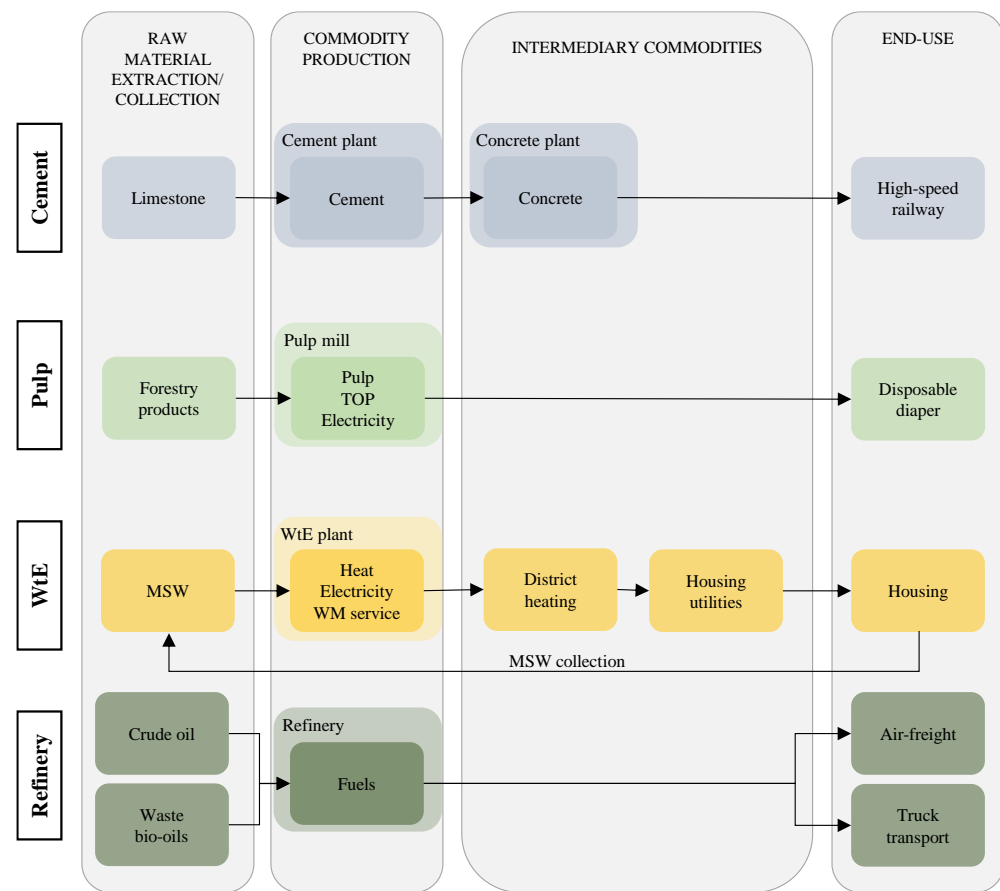 RAW
MATERIAL
EXTRACTION/
COLLECTION
COMMODITY
PRODUCTION
INTERMEDIARY COMMODITIES
END-USE
Cement
Limestone
Cement plant
Cement
Concrete plant
Concrete
High-speed
railway
Pulp
Forestry
products
Pulp mill
Pulp
TOP
Electricity
Disposable
diaper
WtE
MSW
WtE plant
Heat
Electricity
WM service
District
heating
Housing
utilities
Housing
MSW collection
Refinery
Crude oil
Waste
bio-oils
Refinery
Fuels
Air-freight
Truck
transport